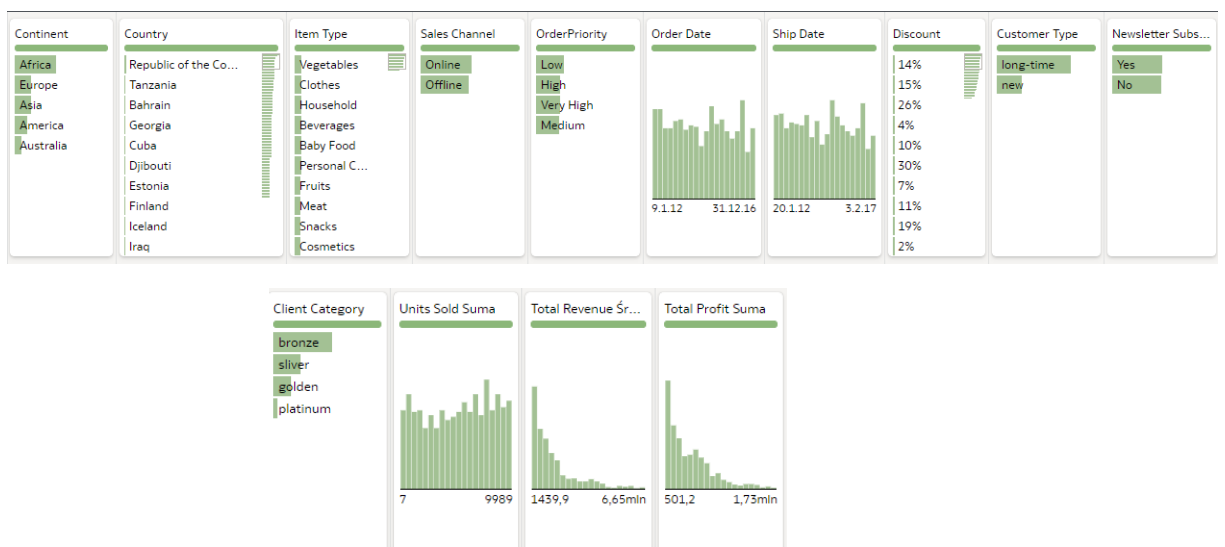 Continent
Africa
Europe
Asia
America
Australia
Country
Republic of the Co...
Tanzania
Bahrain
Georgia
Cuba
Djibouti
Estonia
Finland
Iceland
Iraq
Item Type
Vegetables
Clothes
Household
Beverages
Baby Food
Personal C...
Fruits
Meat
Snacks
Cosmetics
Sales Channel
Online
Offline
OrderPriority
Low
High
Very High
Medium
Order Date
9.1.12 31.12.16
Ship Date
20.1.12 3.2.17
Discount
14%
15%
26%
4%
10%
30%
7%
11%
19%
2%
Customer Type
long-time
new
Newsletter Subs...
Yes
No
Client Category
bronze
sliver
golden
platinum
Units Sold Suma
7 9989
Total Revenue Śr...
1439,9 6,65mln
Total Profit Suma
501,2 1,73mln